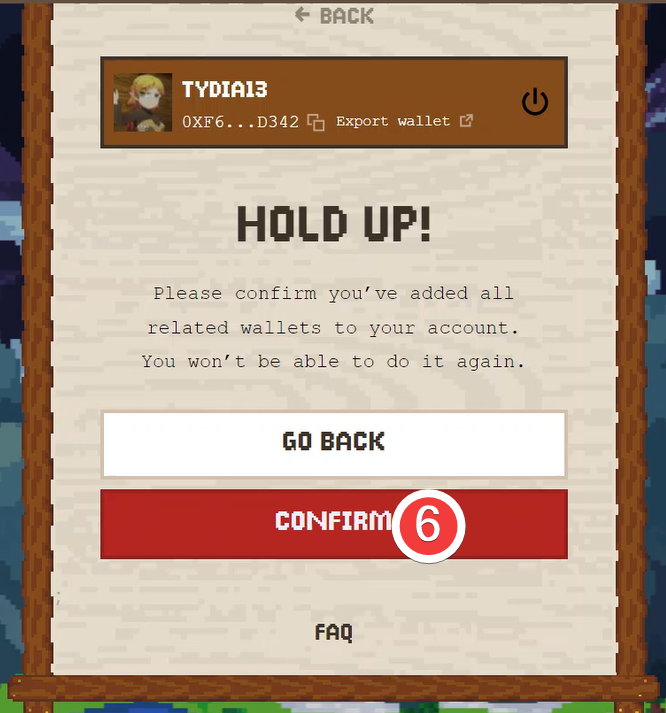 ← BACK
TYDIA13
0XF6...D342 Export wallet
HOLD UP!
Please confirm you’ve added all
related wallets to your account.
You won’t be able to do it again.
GO BACK
CONFIRM 6
;
FAQ